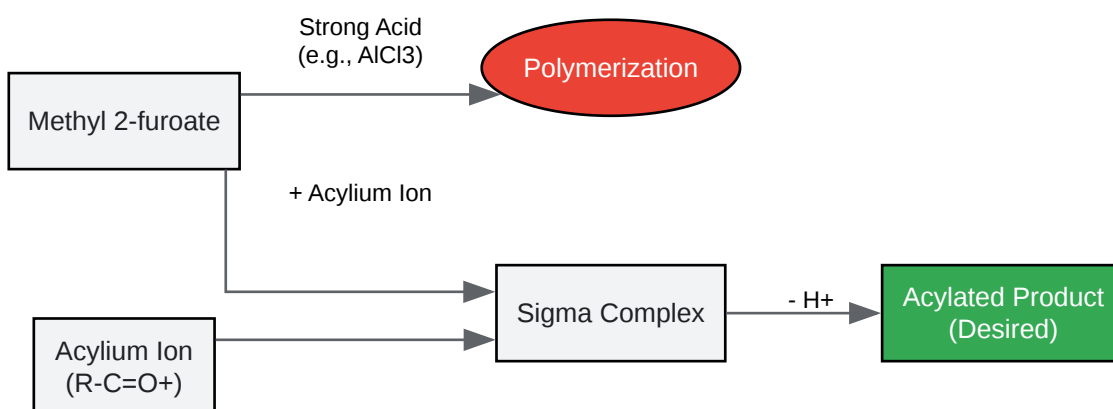 Strong Acid
(e.g., AlCl3)
Polymerization
Methyl 2-furoate
+ Acylium Ion
Sigma Complex
- H+
Acylated Product
(Desired)
Acylium Ion
(R-C=O+)